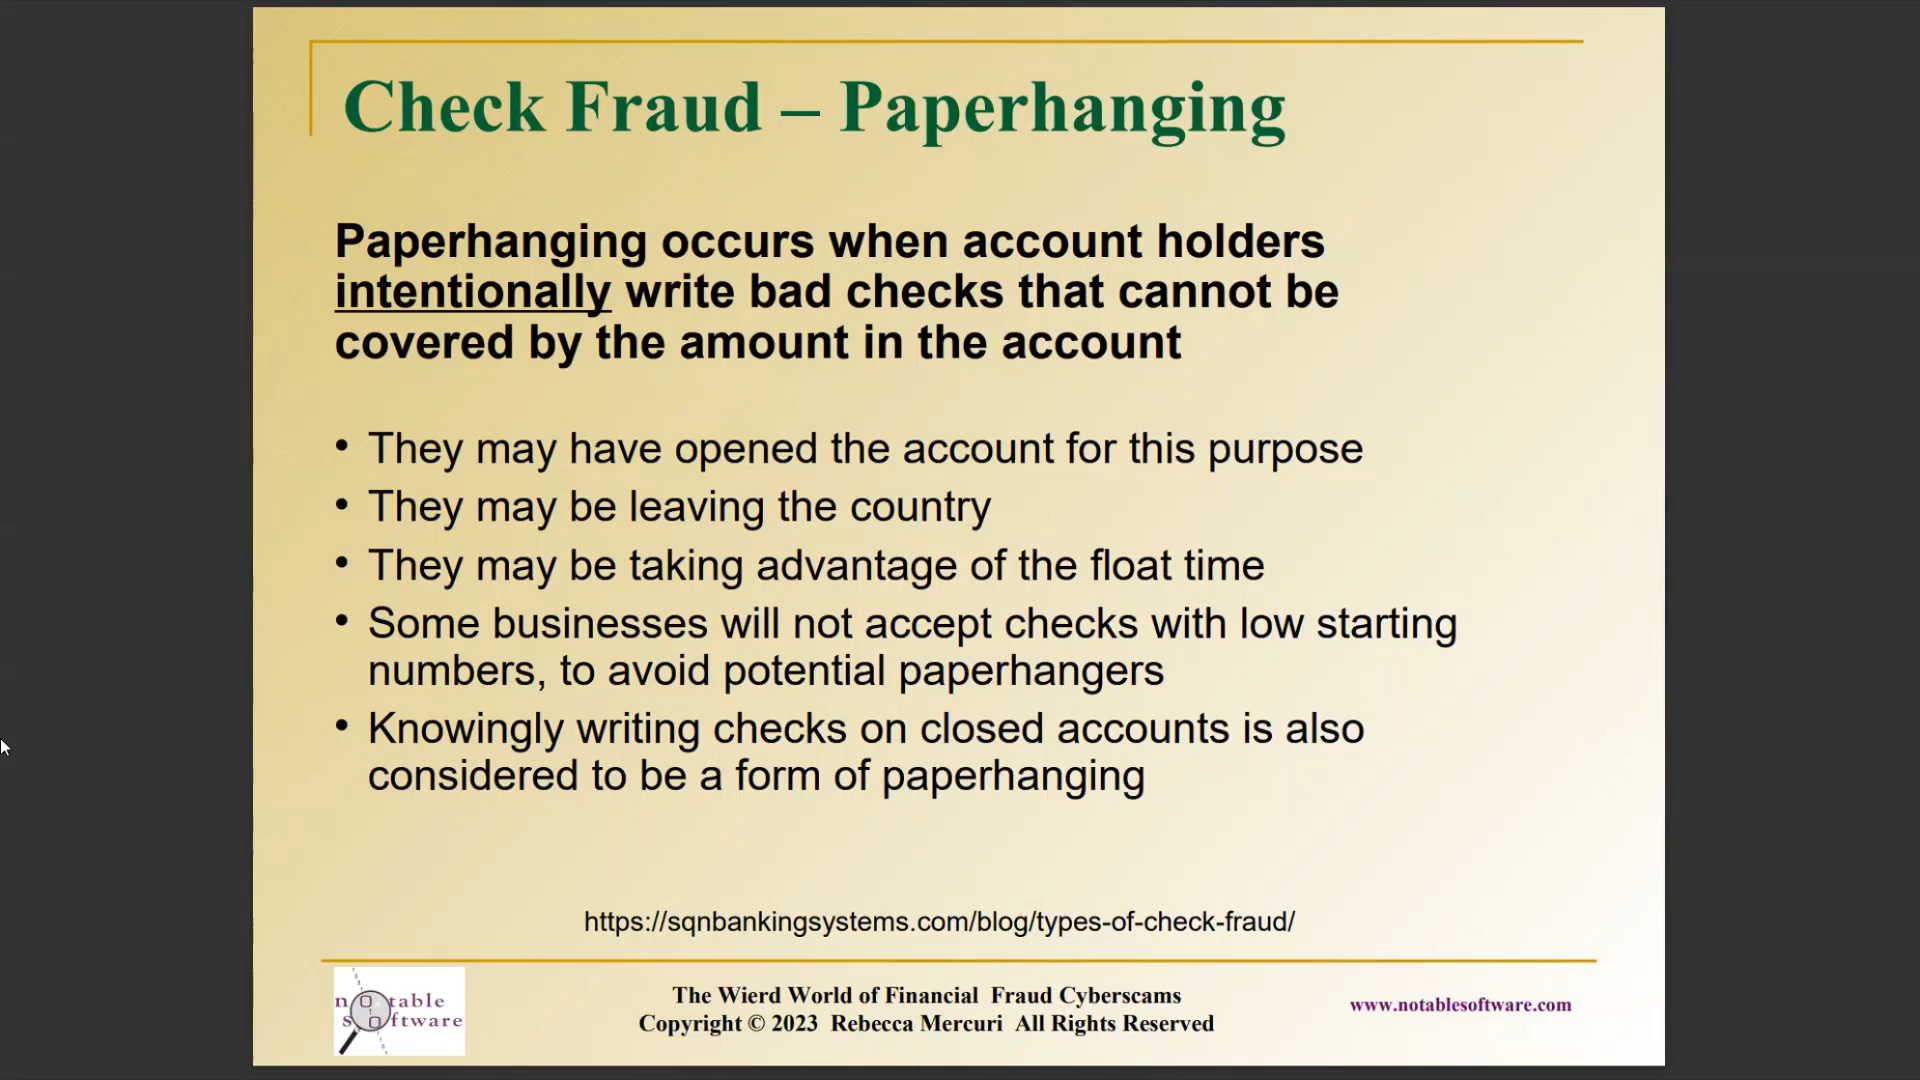 Check Fraud – Paperhanging
Paperhanging occurs when account holders
intentionally write bad checks that cannot be
covered by the amount in the account
• They may have opened the account for this purpose
• They may be leaving the country
• They may be taking advantage of the float time
• Some businesses will not accept checks with low starting
numbers, to avoid potential paperhangers
• Knowingly writing checks on closed accounts is also
considered to be a form of paperhanging
https://sqnbankingsystems.com/blog/types-of-check-fraud/
notable
software
The Wierd World of Financial Fraud Cyberscams
Copyright © 2023 Rebecca Mercuri All Rights Reserved
www.notablesoftware.com